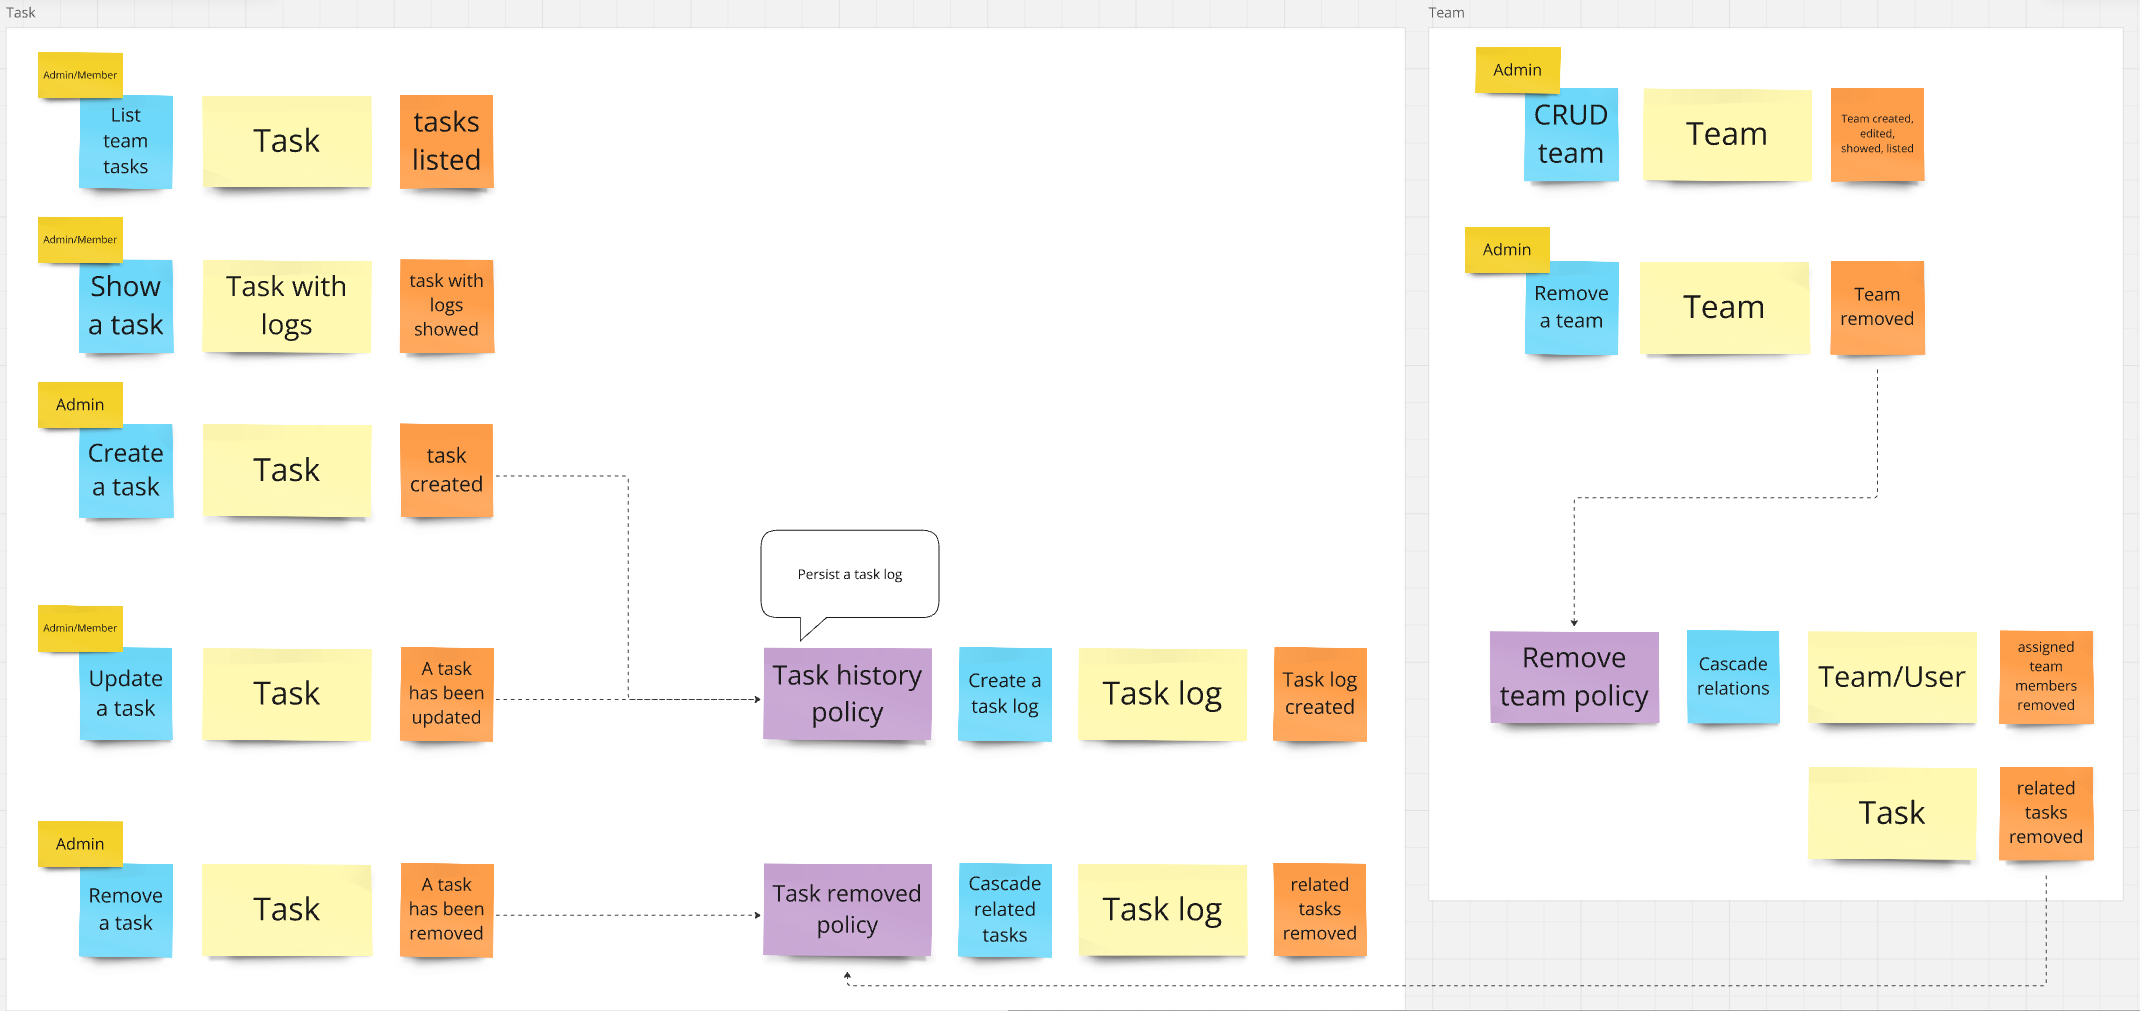 Task
Admin/Member
List
team
tasks
Task
tasks
listed
Admin/Member
Show
a task
Task with
logs
task with
logs
showed
Admin
Create
a task
Task
task
created
Persist a task log
Admin/Member
Update
a task
Task
A task
has been
updated
Task history
policy
Create a
task log
Task log
Task log
created
Admin
Remove
a task
Task
A task
has been
removed
Task removed
policy
Cascade
related
tasks
Task log
related
tasks
removed
Team
Admin
CRUD
team
Team
Team created,
edited,
showed, listed
Admin
Remove
a team
Team
Team
removed
Remove
team policy
Cascade
relations
Team/User
assigned
team
members
removed
Task
related
tasks
removed